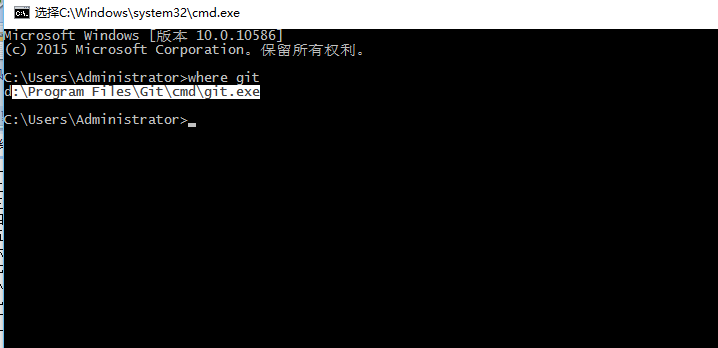 选择C:\Windows\system32\cmd.exe
Microsoft Windows [版本 10.0.10586]
(c) 2015 Microsoft Corporation。保留所有权利。
C:\Users\Administrator>where git
d:\Program Files\Git\cmd\git.exe
C:\Users\Administrator>